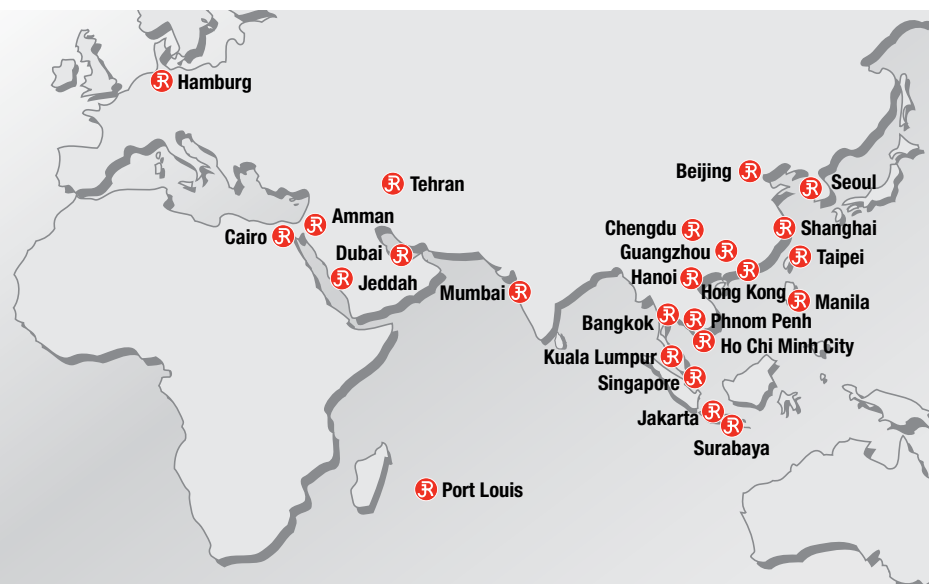 Hamburg
Tehran
Beijing
Seoul
Amman
Cairo
Chengdu
Shanghai
Dubai
Guangzhou
Taipei
Jeddah
Hanoi
Mumbai
Hong Kong
Manila
Bangkok
Phnom Penh
Ho Chi Minh City
Kuala Lumpur
Singapore
Jakarta
Surabaya
Port Louis